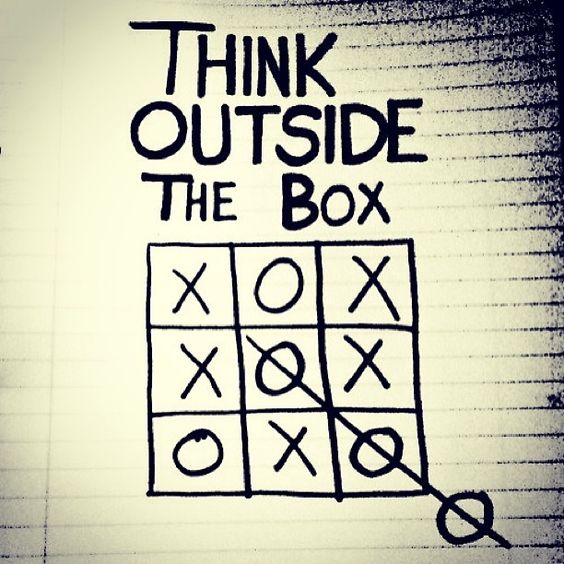 THINK
OUTSIDE
THE BOX
X O X
X O X
O X O
O